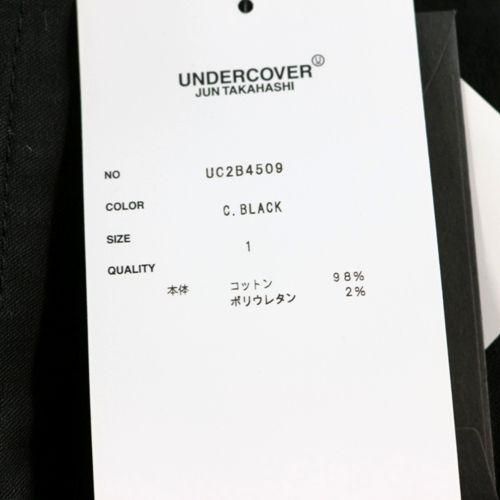 UNDERCOVER Ⓤ
JUN TAKAHASHI
NO UC2B4509
COLOR C.BLACK
SIZE 1
QUALITY
本体 コットン 98%
ポリウレタン 2%